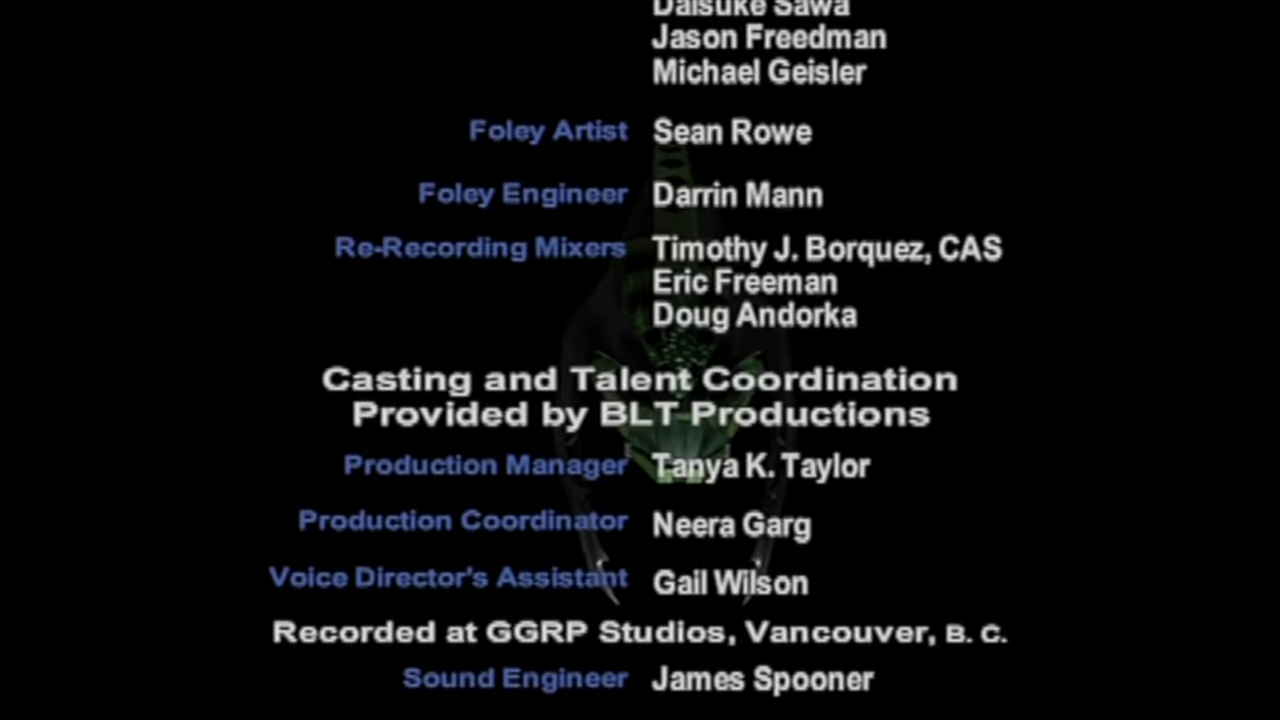 Daisuke Sawa
Jason Freedman
Michael Geisler
Foley Artist Sean Rowe
Foley Engineer Darrin Mann
Re-Recording Mixers Timothy J. Borquez, CAS
Eric Freeman
Doug Andorka
Casting and Talent Coordination
Provided by BLT Productions
Production Manager Tanya K. Taylor
Production Coordinator Neera Garg
Voice Director's Assistant Gail Wilson
Recorded at GGRP Studios, Vancouver, B. C.
Sound Engineer James Spooner